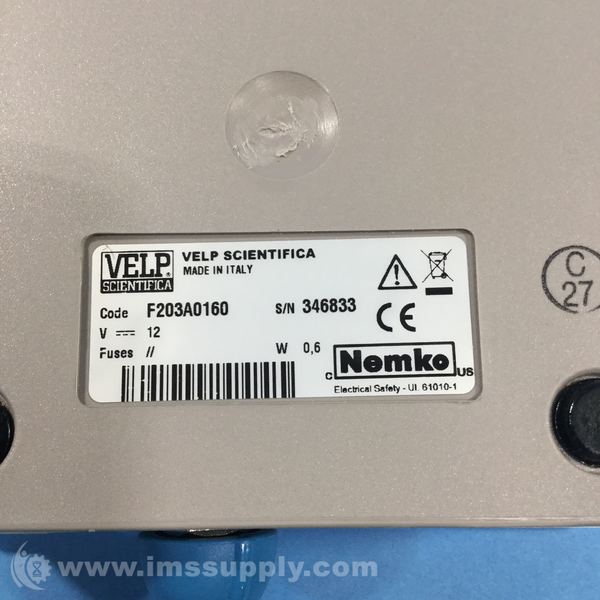 VELP®
SCIENTIFICA
VELP SCIENTIFICA
MADE IN ITALY
Code F203A0160 S/N 346833
V 12
Fuses // W 0,6
CE
C Nemko US
Electrical Safety - UL 61010-1
C
27
www.imssupply.com